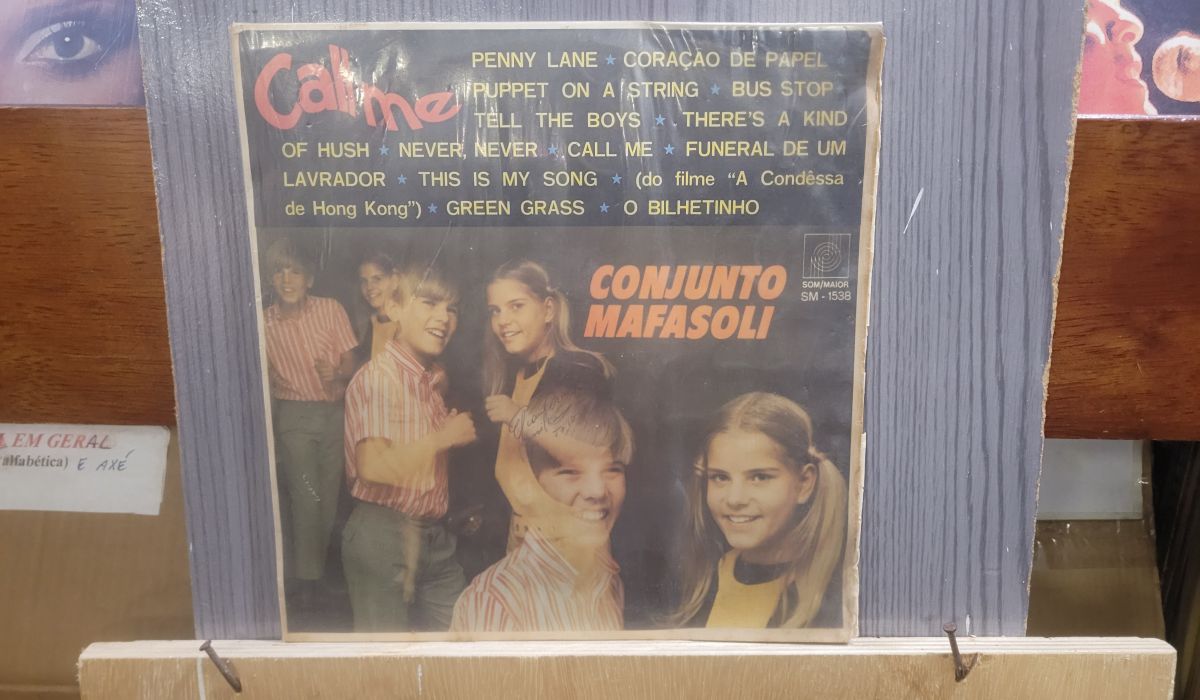 Call me
PENNY LANE ★ CORAÇÃO DE PAPEL ★
PUPPET ON A STRING ★ BUS STOP ★
TELL THE BOYS ★ THERE'S A KIND
OF HUSH ★ NEVER, NEVER ★ CALL ME ★ FUNERAL DE UM
LAVRADOR ★ THIS IS MY SONG ★ (do filme "A Condêssa
de Hong Kong") ★ GREEN GRASS ★ O BILHETINHO
CONJUNTO
MAFASOLI
SOM/MAIOR
SM - 1538
EM GERAL
alfabética) E AXÉ